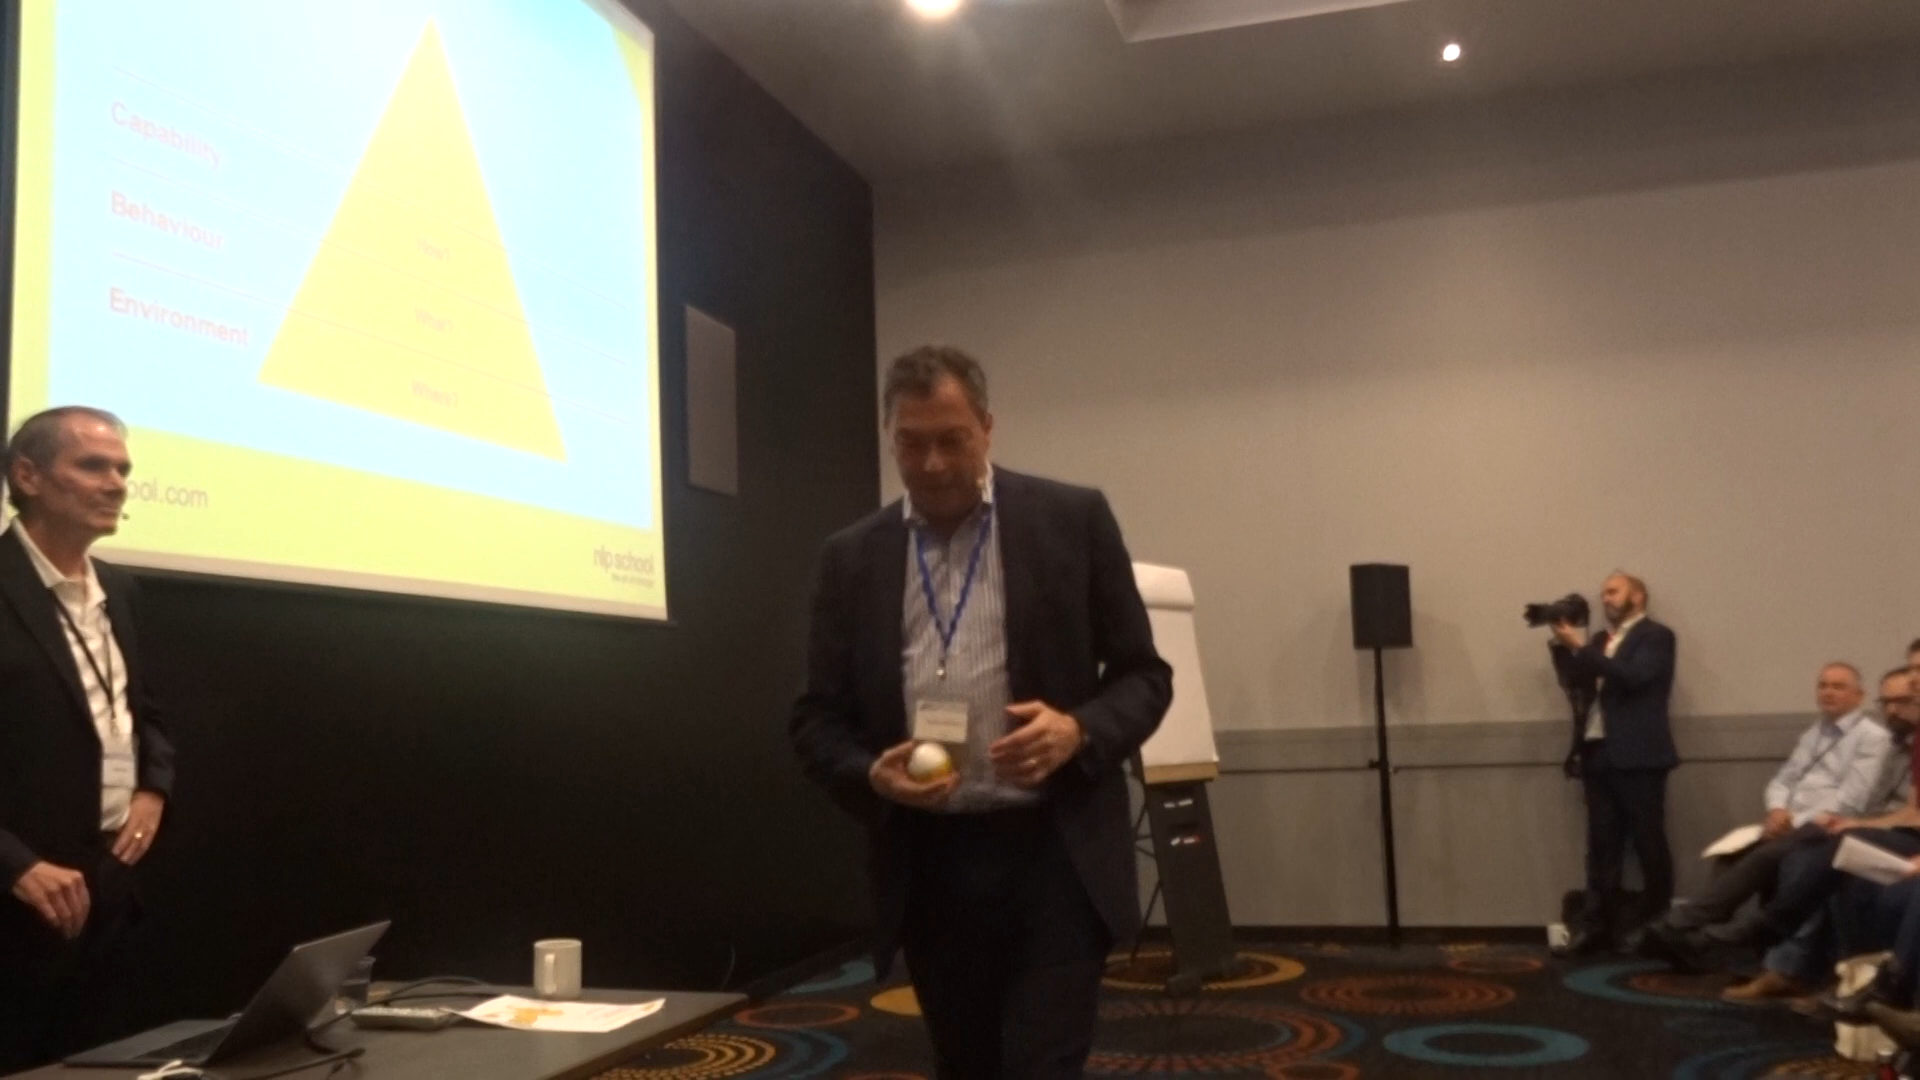 Capability
Behaviour
Environment
How?
What?
Where?
ool.com
nlp school